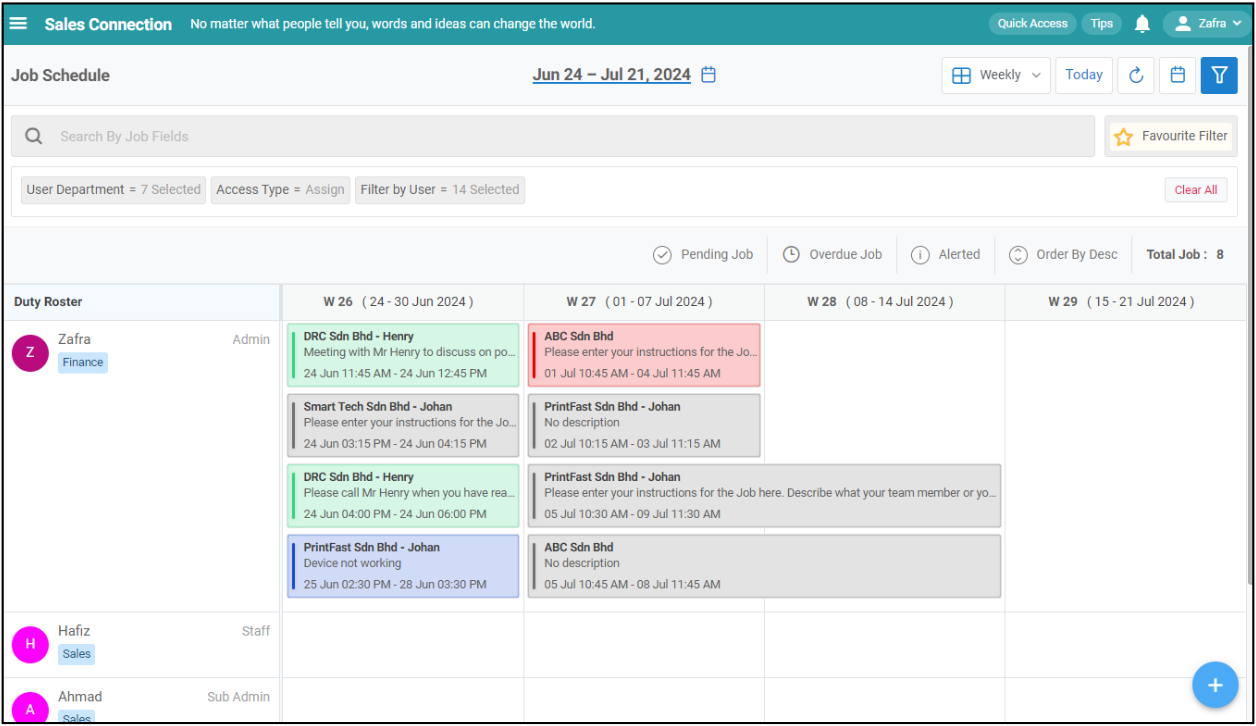 Sales Connection No matter what people tell you, words and ideas can change the world. Quick Access Tips Zafra
Job Schedule Jun 24 – Jul 21, 2024 Weekly Today
Search By Job Fields Favourite Filter
User Department = 7 Selected Access Type = Assign Filter by User = 14 Selected Clear All
Pending Job Overdue Job Alerted Order By Desc Total Job : 8
Duty Roster W 26 ( 24 - 30 Jun 2024 ) W 27 ( 01 - 07 Jul 2024 ) W 28 ( 08 - 14 Jul 2024 ) W 29 ( 15 - 21 Jul 2024 )
Z Zafra Admin
Finance
DRC Sdn Bhd - Henry
Meeting with Mr Henry to discuss on po...
24 Jun 11:45 AM - 24 Jun 12:45 PM
ABC Sdn Bhd
Please enter your instructions for the Jo...
01 Jul 10:45 AM - 04 Jul 11:45 AM
Smart Tech Sdn Bhd - Johan
Please enter your instructions for the Jo...
24 Jun 03:15 PM - 24 Jun 04:15 PM
PrintFast Sdn Bhd - Johan
No description
02 Jul 10:15 AM - 03 Jul 11:15 AM
DRC Sdn Bhd - Henry
Please call Mr Henry when you have rea...
24 Jun 04:00 PM - 24 Jun 06:00 PM
PrintFast Sdn Bhd - Johan
Please enter your instructions for the Job here. Describe what your team member or yo...
05 Jul 10:30 AM - 09 Jul 11:30 AM
PrintFast Sdn Bhd - Johan
Device not working
25 Jun 02:30 PM - 28 Jun 03:30 PM
ABC Sdn Bhd
No description
05 Jul 10:45 AM - 08 Jul 11:45 AM
H Hafiz Staff
Sales
A Ahmad Sub Admin
Sales